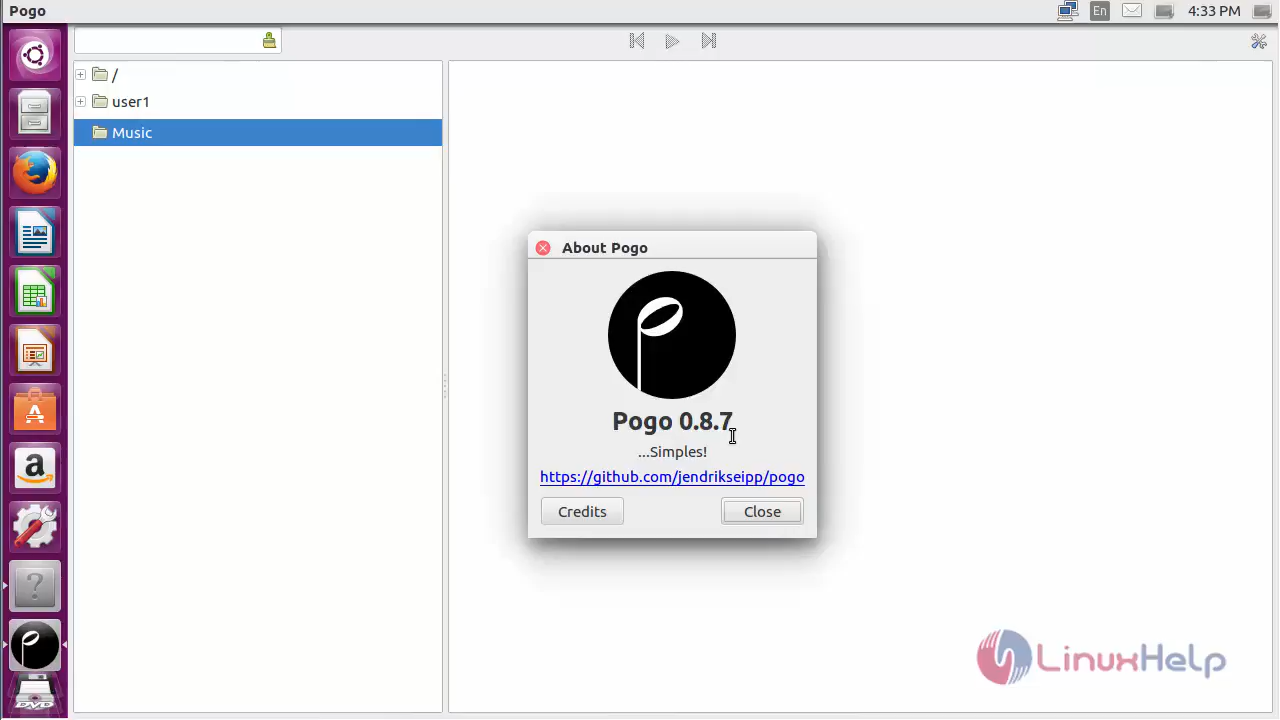 Pogo
En
4:33 PM
/
user1
Music
About Pogo
Pogo 0.8.7
...Simples!
https://github.com/jendrikseipp/pogo
Credits
Close
A
a
?
DVD
LinuxHelp